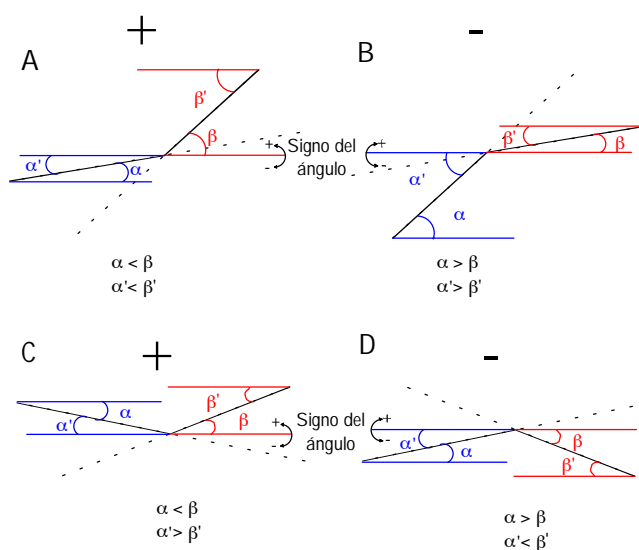 A
+
β'
β
α'
α
+
-
Signo del
ángulo
α < β
α'< β'
B
-
β'
β
α'
α
+
-
α > β
α'> β'
C
+
α
α'
β'
β
+
-
Signo del
ángulo
α < β
α'> β'
D
-
α'
α
β
β'
+
-
α > β
α'< β'